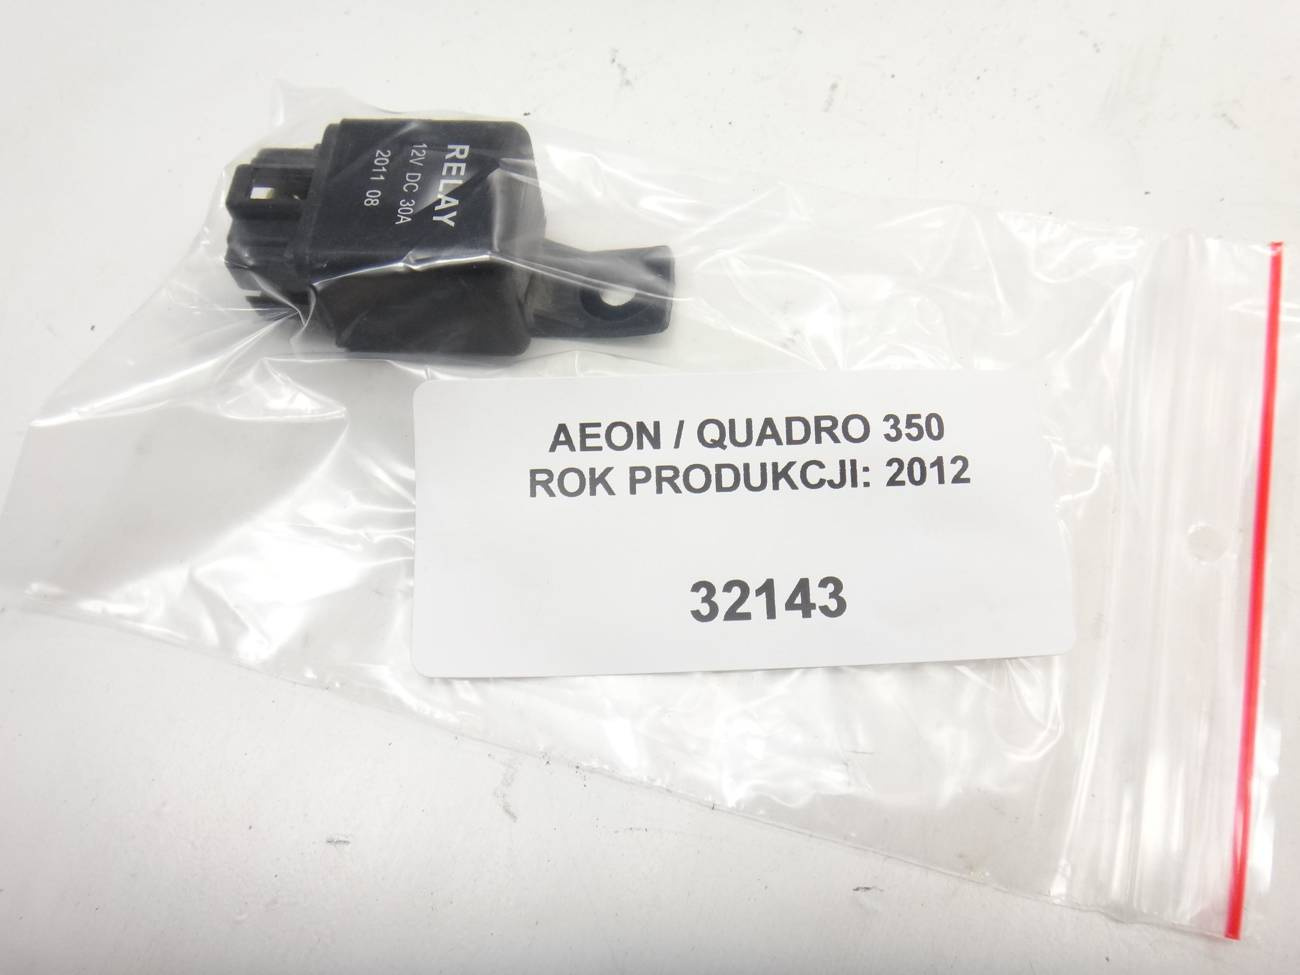 RELAY
12V DC 30A
2011 08
AEON / QUADRO 350
ROK PRODUKCJI: 2012
32143